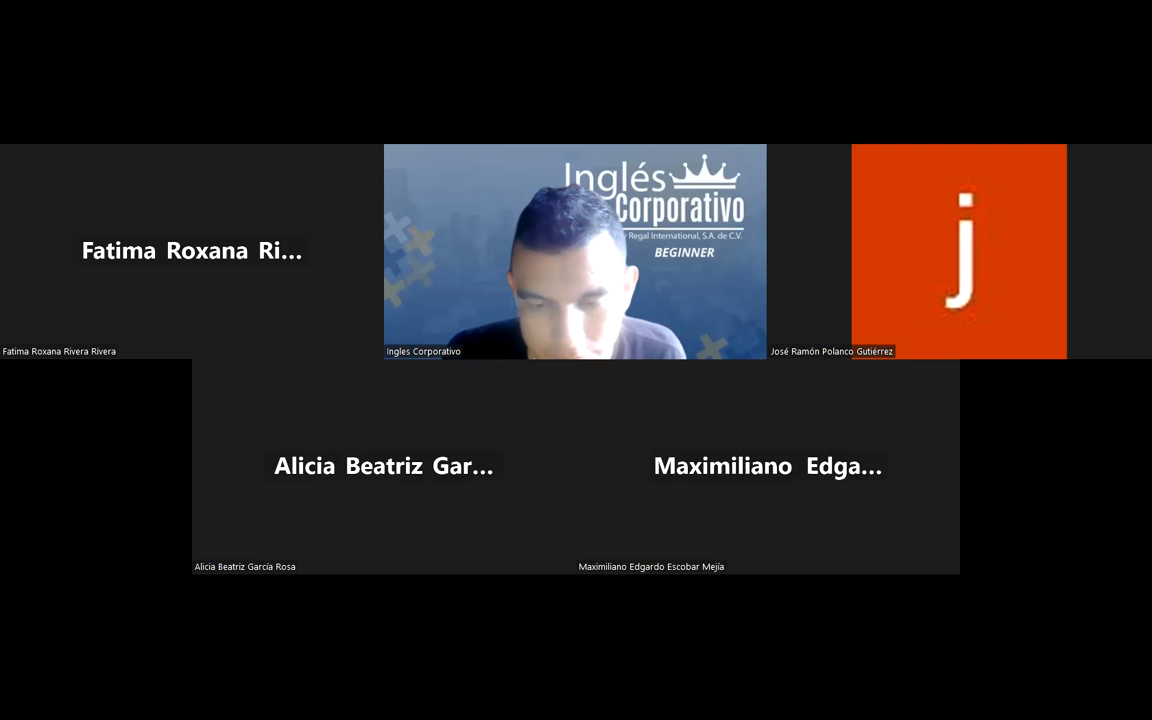 Fatima Roxana Ri...
Fatima Roxana Rivera Rivera
Inglés
Corporativo
y Regal International, S.A. de C.V.
BEGINNER
Ingles Corporativo
j
José Ramón Polanco Gutiérrez
Alicia Beatriz Gar...
Alicia Beatriz García Rosa
Maximiliano Edga...
Maximiliano Edgardo Escobar Mejía